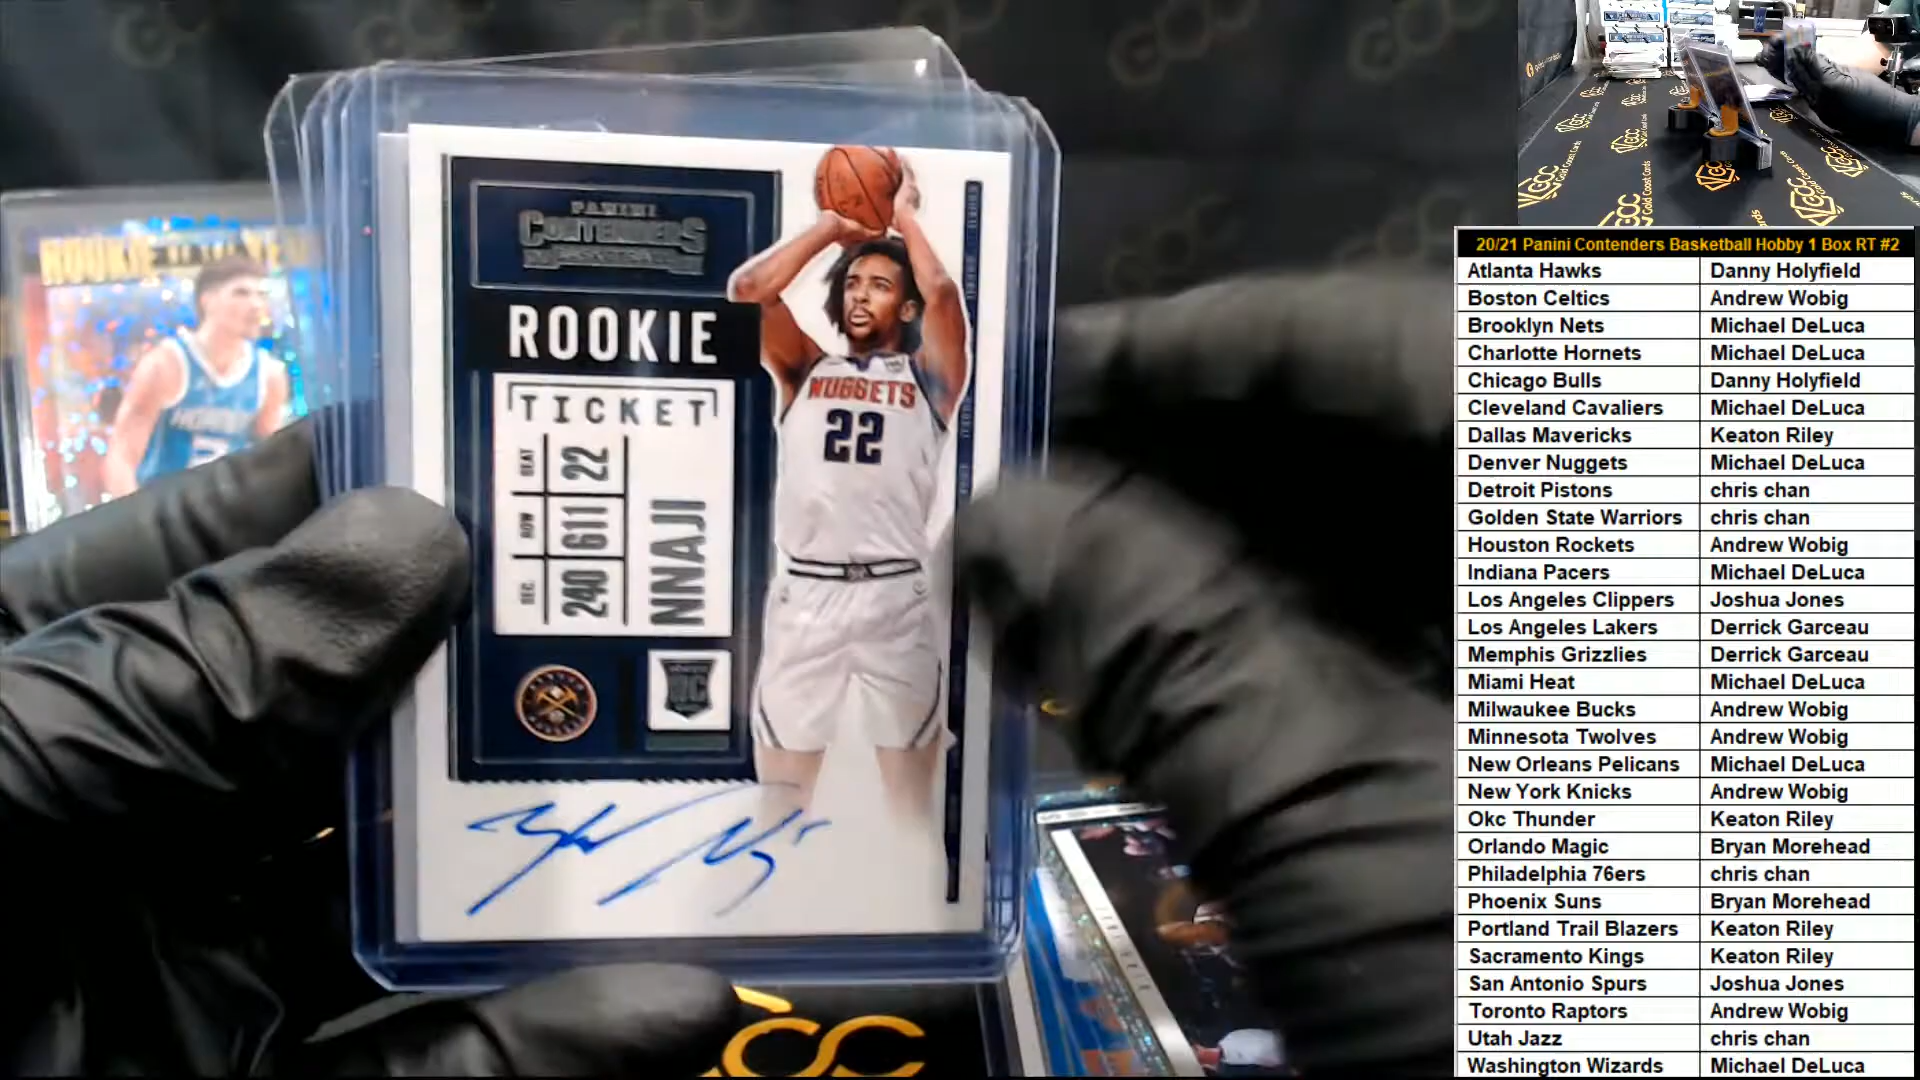 PANINI
CONTENDERS
BASKETBALL
ROOKIE
TICKET
SEAT 22
ROW 611
SEC. 240
NNAJI
NUGGETS
22
RC
ROOKIE
GCC
Gold Coast Cards
GCC
20/21 Panini Contenders Basketball Hobby 1 Box RT #2
Atlanta Hawks Danny Holyfield
Boston Celtics Andrew Wobig
Brooklyn Nets Michael DeLuca
Charlotte Hornets Michael DeLuca
Chicago Bulls Danny Holyfield
Cleveland Cavaliers Michael DeLuca
Dallas Mavericks Keaton Riley
Denver Nuggets Michael DeLuca
Detroit Pistons chris chan
Golden State Warriors chris chan
Houston Rockets Andrew Wobig
Indiana Pacers Michael DeLuca
Los Angeles Clippers Joshua Jones
Los Angeles Lakers Derrick Garceau
Memphis Grizzlies Derrick Garceau
Miami Heat Michael DeLuca
Milwaukee Bucks Andrew Wobig
Minnesota Twolves Andrew Wobig
New Orleans Pelicans Michael DeLuca
New York Knicks Andrew Wobig
Okc Thunder Keaton Riley
Orlando Magic Bryan Morehead
Philadelphia 76ers chris chan
Phoenix Suns Bryan Morehead
Portland Trail Blazers Keaton Riley
Sacramento Kings Keaton Riley
San Antonio Spurs Joshua Jones
Toronto Raptors Andrew Wobig
Utah Jazz chris chan
Washington Wizards Michael DeLuca